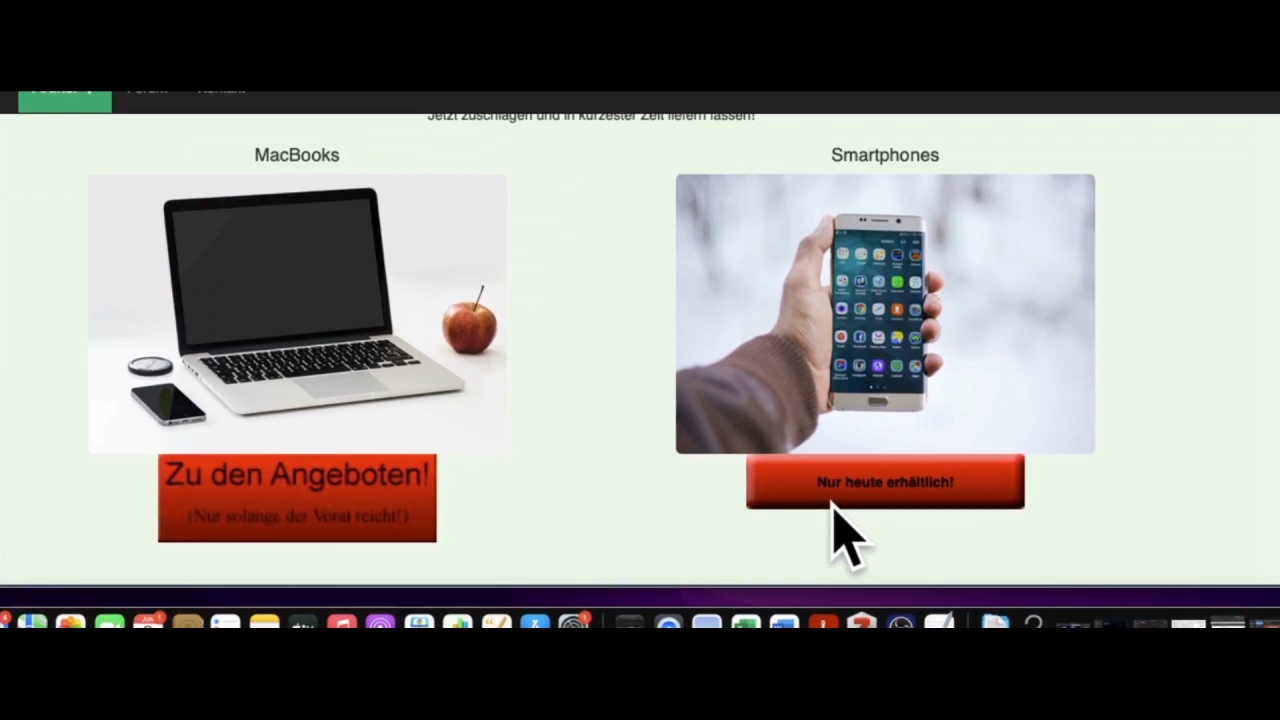 Jetzt zuschlagen und in kürzester Zeit liefern lassen!
MacBooks
Smartphones
Zu den Angeboten!
(Nur solange der Vorat reicht!)
Nur heute erhältlich!